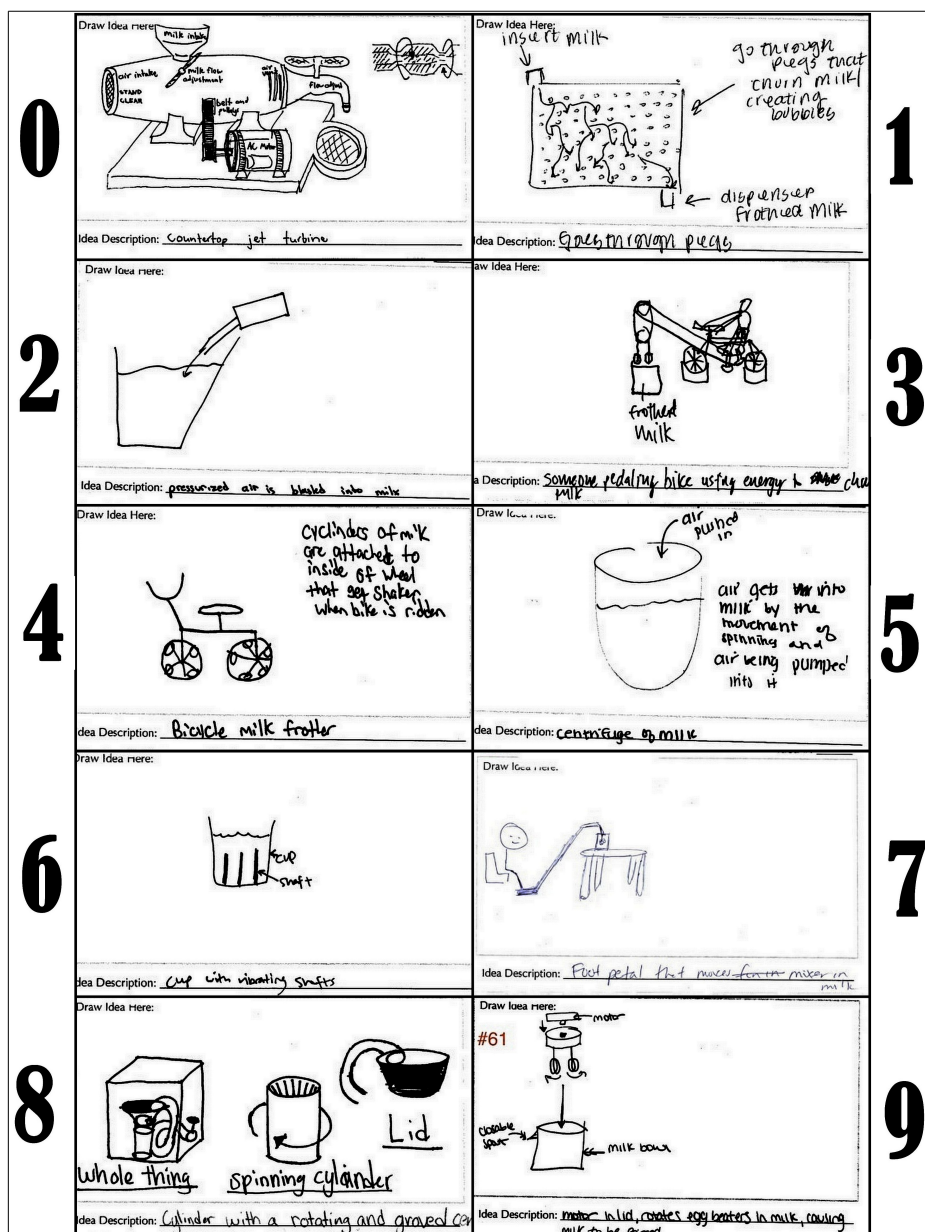 0
Draw Idea Here:
milk intake
air intake
STAND
CLEAR
milk flow
adjustment
air
belt and
pulley
AC Motor
flow adjust
Idea Description: Countertop jet turbine
1
Draw Idea Here:
insert milk
go through
pegs that
churn milk/
creating
bubbles
dispenser
frothed milk
Idea Description: Goes through pegs
2
Draw Idea Here:
Idea Description: pressurized air is blasted into milk
3
aw Idea Here:
frothed
milk
a Description: Someone pedaling bike using energy to
milk
4
Draw Idea Here:
cylinders of milk
are attached to
inside of wheel
that get shaken
when bike is ridden
Idea Description: Bicycle milk frother
5
Draw Idea Here:
air
pushed
in
air gets into
milk by the
movement of
spinning and
air being pumped
into it
dea Description: centrifuge of milk
6
Draw Idea Here:
cup
shaft
dea Description: cup with vibrating shafts
7
Draw Idea Here:
Idea Description: Foot petal that moves mixer in
milk
8
Draw Idea Here:
whole thing
spinning cylainder
Lid
Idea Description: Cylinder with a rotating and graved
9
Draw Idea Here:
#61
motor
closable
spout
milk bowl
Idea Description: motor in lid, rotates egg beaters in milk, causing
milk to be